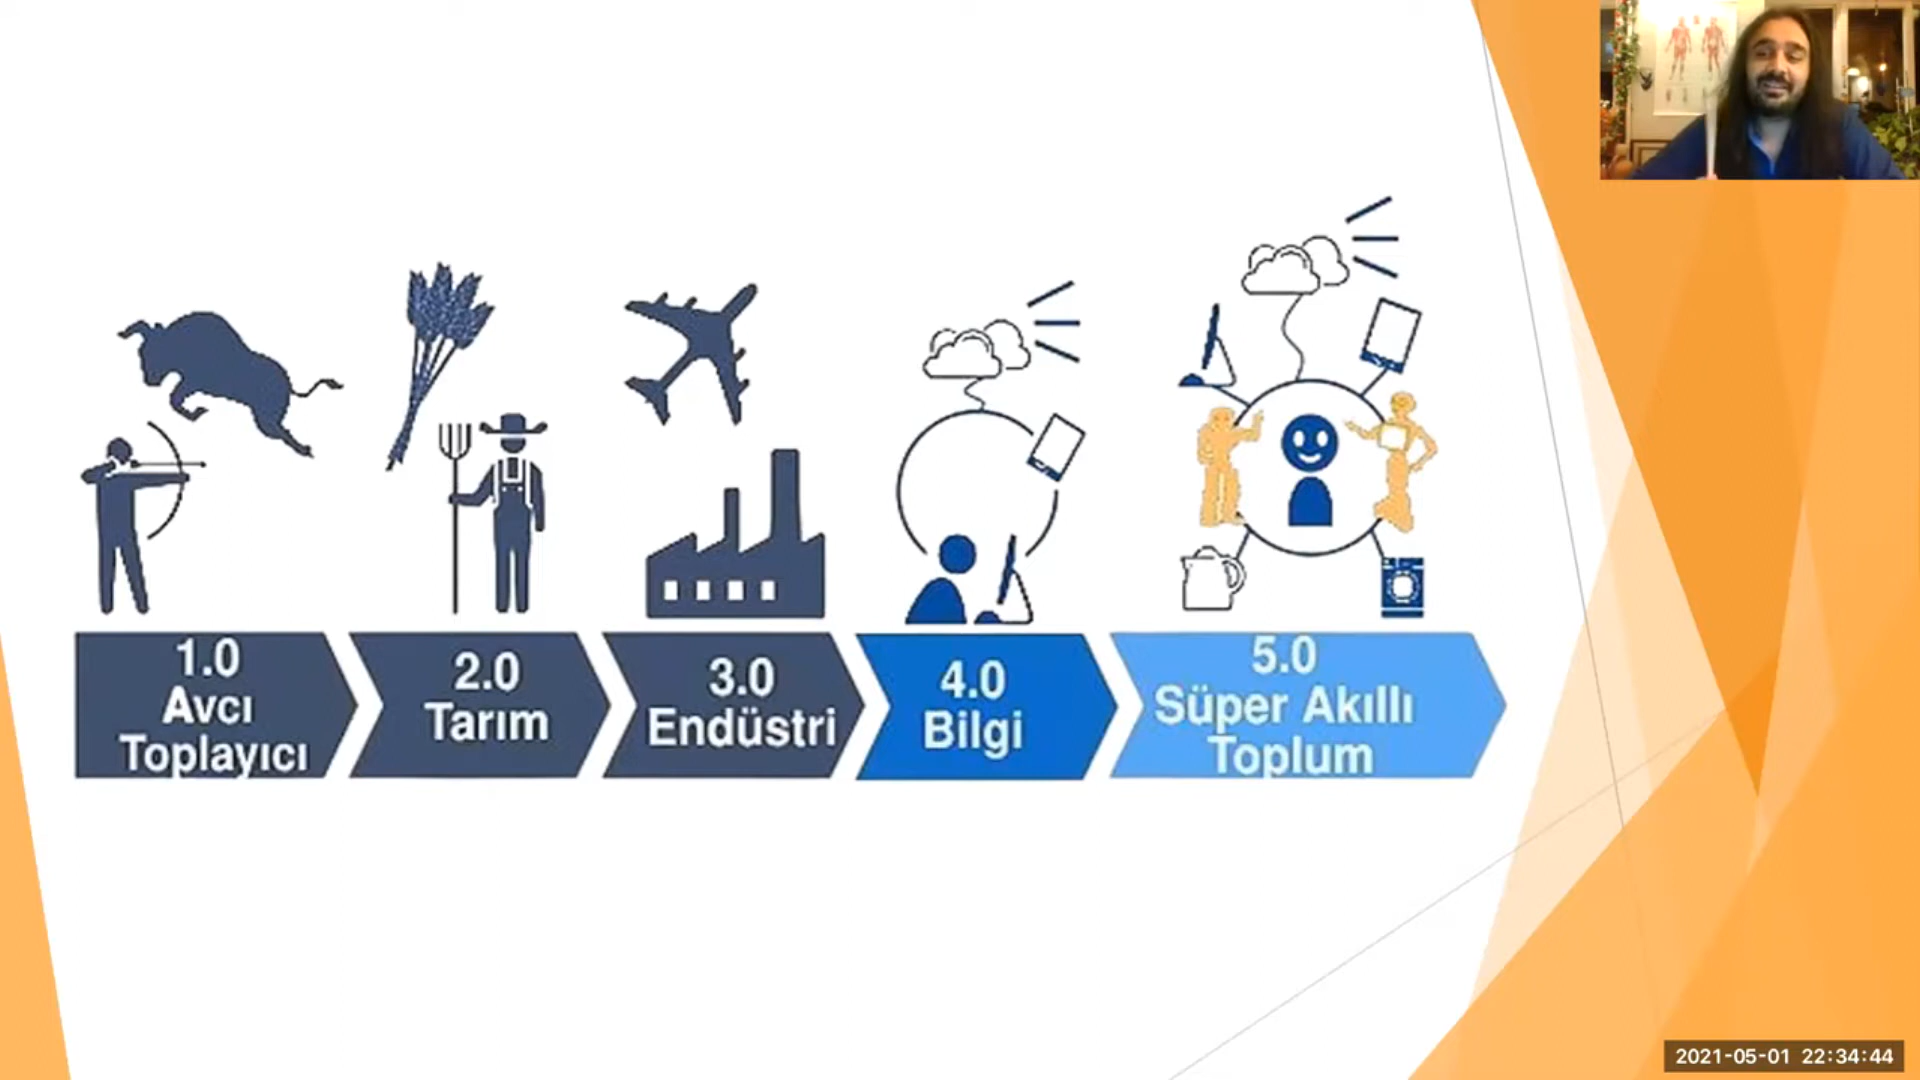 1.0
Avcı
Toplayıcı
2.0
Tarım
3.0
Endüstri
4.0
Bilgi
5.0
Süper Akıllı
Toplum
2021-05-01 22:34:44